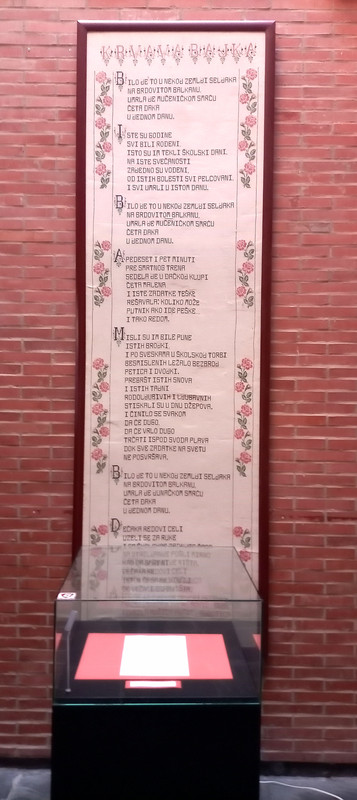 KRVAVA BAJKA
BILO JE TO U NEKOJ ZEMLJI SELJAKA
NA BRDOVITOM BALKANU,
UMRLA JE MUČENIČKOM SMRĆU
ČETA ĐAKA
U JEDNOM DANU.
ISTE SU GODINE
SVI BILI ROĐENI,
ISTO SU IM TEKLI ŠKOLSKI DANI,
NA ISTE SVEČANOSTI
ZAJEDNO SU VOĐENI,
OD ISTIH BOLESTI SVI PELCOVANI,
I SVI UMRLI U ISTOM DANU.
BILO JE TO U NEKOJ ZEMLJI SELJAKA
NA BRDOVITOM BALKANU,
UMRLA JE MUČENIČKOM SMRĆU
ČETA ĐAKA
U JEDNOM DANU.
A PEDESET I PET MINUTI
PRE SMRTNOG TRENA
SEDELA JE U ĐAČKOJ KLUPI
ČETA MALENA
I ISTE ZADATKE TEŠKE
REŠAVALA: KOLIKO MOŽE
PUTNIK AKO IDE PEŠKE...
I TAKO REDOM.
MISLI SU IM BILE PUNE
ISTIH BROJKI
I PO SVESKAMA U ŠKOLSKOJ TORBI
BESMISLENIH LEŽALO BEZBROJ
PETICA I DVOJKI.
PREBRŠT ISTIH SNOVA
I ISTIH TAJNI
RODOLJUBIVIH I LJUBAVNIH
STISKALI SU U DNU DŽEPOVA.
I ČINILO SE SVAKOM
DA ĆE DUGO,
DA ĆE VRLO DUGO
TRČATI ISPOD SVODA PLAVA
DOK SVE ZADATKE NA SVETU
NE POSVRŠAVA.
BILO JE TO U NEKOJ ZEMLJI SELJAKA
NA BRDOVITOM BALKANU,
UMRLA JE JUNAČKOM SMRĆU
ČETA ĐAKA
U JEDNOM DANU.
DEČAKA REDOVI CELI
UZELI SE ZA RUKE